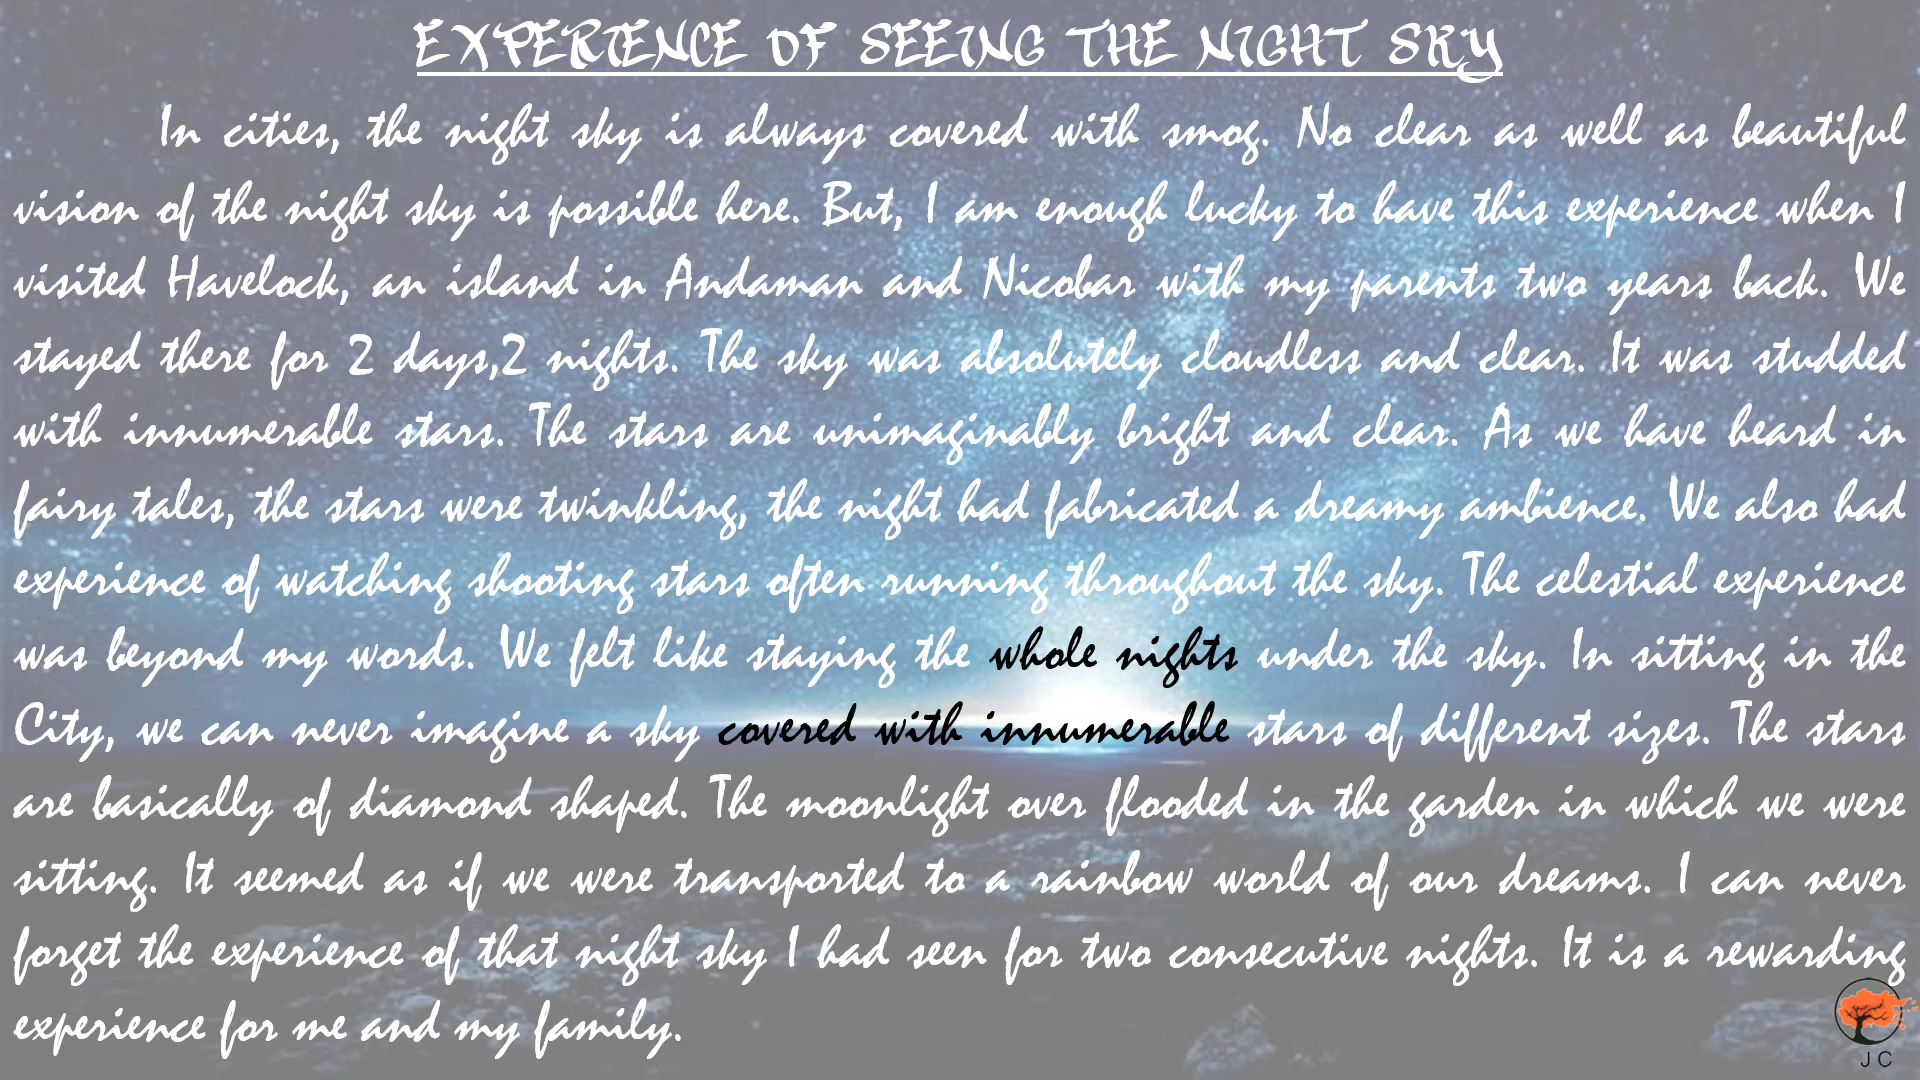 EXPERIENCE OF SEEING THE NIGHT SKY
In cities, the night sky is always covered with smog. No clear as well as beautiful
vision of the night sky is possible here. But, I am enough lucky to have this experience when I
visited Havelock, an island in Andaman and Nicobar with my parents two years back. We
stayed there for 2 days,2 nights. The sky was absolutely cloudless and clear. It was studded
with innumerable stars. The stars are unimaginably bright and clear. As we have heard in
fairy tales, the stars were twinkling, the night had fabricated a dreamy ambience. We also had
experience of watching shooting stars often running throughout the sky. The celestial experience
was beyond my words. We felt like staying the whole nights under the sky. In sitting in the
City, we can never imagine a sky covered with innumerable stars of different sizes. The stars
are basically of diamond shaped. The moonlight over flooded in the garden in which we were
sitting. It seemed as if we were transported to a rainbow world of our dreams. I can never
forget the experience of that night sky I had seen for two consecutive nights. It is a rewarding
experience for me and my family.
J C